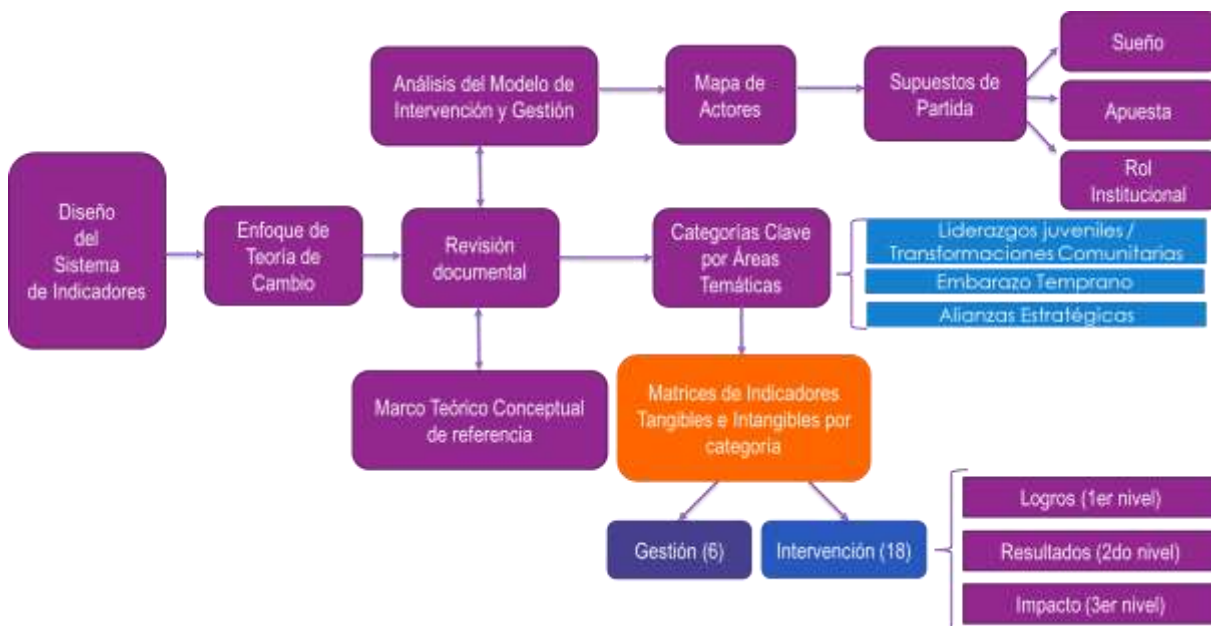 Sueño
Análisis del Modelo de
Intervención y Gestión
Mapa de
Actores
Supuestos de
Partida
Apuesta
Rol
Institucional
Diseño
del
Sistema
de Indicadores
Enfoque de
Teoría de
Cambio
Revisión
documental
Categorías Clave
por Áreas
Temáticas
Liderazgos juveniles /
Transformaciones Comunitarias
Embarazo Temprano
Alianzas Estratégicas
Marco Teórico Conceptual
de referencia
Matrices de Indicadores
Tangibles e Intangibles por
categoría
Gestión (6)
Intervención (18)
Logros (1er nivel)
Resultados (2do nivel)
Impacto (3er nivel)